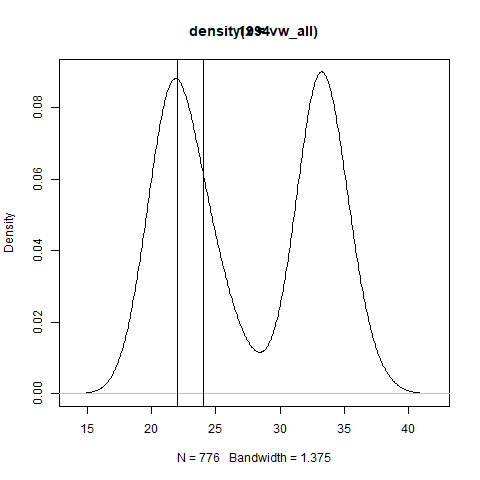 density(x = vw_all)
1994
Density
0.00
0.02
0.04
0.06
0.08
15 20 25 30 35 40
N = 776 Bandwidth = 1.375